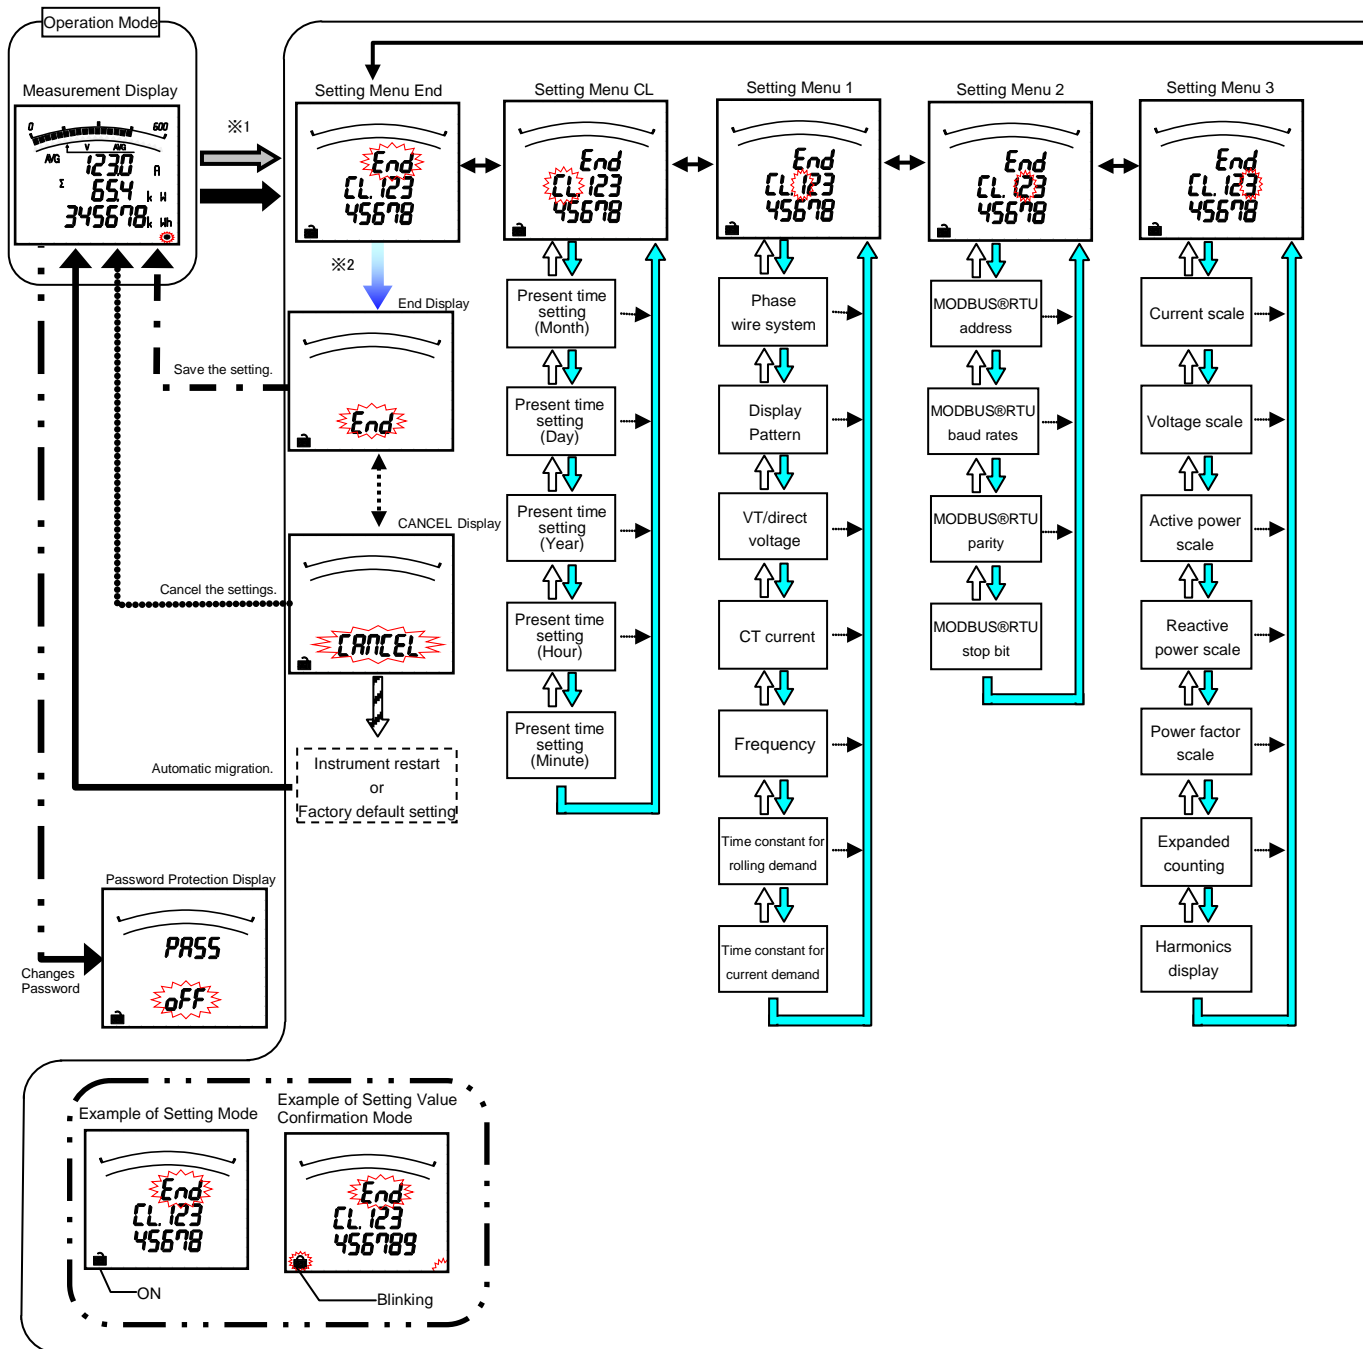 Operation Mode
Measurement Display
0 600
V AVG
AVG 123.0 A
Σ 65.4 k W
345678 k Wh
※1
Setting Menu End
End
CL. 123
45678
※2
End Display
End
Save the setting.
CANCEL Display
CANCEL
Cancel the settings.
Instrument restart
or
Factory default setting
Automatic migration.
Password Protection Display
PASS
oFF
Changes
Password
Setting Menu CL
End
CL. 123
45678
Present time
setting
(Month)
Present time
setting
(Day)
Present time
setting
(Year)
Present time
setting
(Hour)
Present time
setting
(Minute)
Setting Menu 1
End
CL. 123
45678
Phase
wire system
Display
Pattern
VT/direct
voltage
CT current
Frequency
Time constant for
rolling demand
Time constant for
current demand
Setting Menu 2
End
CL. 123
45678
MODBUS®RTU
address
MODBUS®RTU
baud rates
MODBUS®RTU
parity
MODBUS®RTU
stop bit
Setting Menu 3
End
CL. 123
45678
Current scale
Voltage scale
Active power
scale
Reactive
power scale
Power factor
scale
Expanded
counting
Harmonics
display
Example of Setting Mode
End
CL. 123
45678
ON
Example of Setting Value
Confirmation Mode
End
CL. 123
456789
Blinking